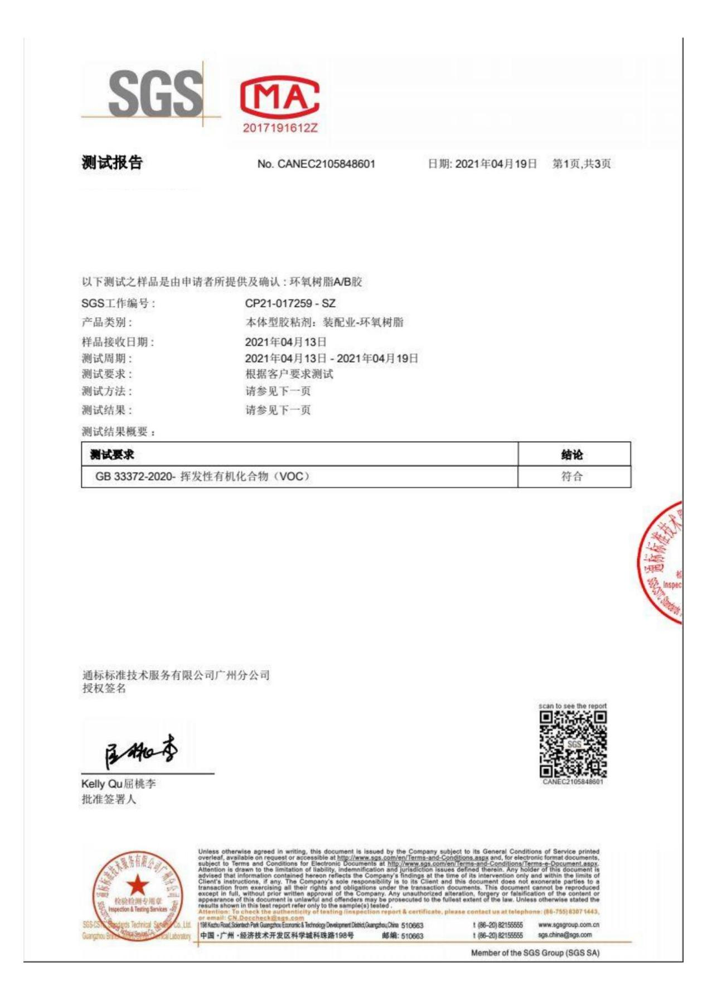 SGS
MA
2017191612Z
测试报告 No. CANEC2105848601 日期: 2021年04月19日 第1页,共3页
以下测试之样品是由申请者所提供及确认 : 环氧树脂A/B胶
SGS工作编号 : CP21-017259 - SZ
产品类别 : 本体型胶粘剂：装配业-环氧树脂
样品接收日期 : 2021年04月13日
测试周期 : 2021年04月13日 - 2021年04月19日
测试要求 : 根据客户要求测试
测试方法 : 请参见下一页
测试结果 : 请参见下一页
测试结果概要 :
测试要求 结论
GB 33372-2020- 挥发性有机化合物（VOC） 符合
通标标准技术
Inspec
SGS-CSTC Standards
通标标准技术服务有限公司广州分公司
授权签名
scan to see the report
SGS
CANEC2105848601
Kelly Qu屈桃李
批准签署人
通标标准技术服务有限公司广州分公司
检验检测专用章
Inspection & Testing Services
Unless otherwise agreed in writing, this document is issued by the Company subject to its General Conditions of Service printed
overleaf, available on request or accessible at http://www.sgs.com/en/Terms-and-Conditions.aspx and, for electronic format documents,
subject to Terms and Conditions for Electronic Documents at http://www.sgs.com/en/Terms-and-Conditions/Terms-e-Document.aspx.
Attention is drawn to the limitation of liability, indemnification and jurisdiction issues defined therein. Any holder of this document is
advised that information contained hereon reflects the Company's findings at the time of its intervention only and within the limits of
Client's instructions, if any. The Company's sole responsibility is to its Client and this document does not exonerate parties to a
transaction from exercising all their rights and obligations under the transaction documents. This document cannot be reproduced
except in full, without prior written approval of the Company. Any unauthorized alteration, forgery or falsification of the content or
appearance of this document is unlawful and offenders may be prosecuted to the fullest extent of the law. Unless otherwise stated the
results shown in this test report refer only to the sample(s) tested .
Attention: To check the authenticity of testing /inspection report & certificate, please contact us at telephone: (86-755) 8307 1443,
or email: CN.Doccheck@sgs.com
SGS-CSTC Standards Technical Services Co., Ltd.
Guangzhou Branch Laboratory.
198 Kezhu Road,Scientech Park Guangzhou Economic & Technology Development District,Guangzhou,China 510663 t (86-20) 82155555 www.sgsgroup.com.cn
中国 · 广州 · 经济技术开发区科学城科珠路198号 邮编: 510663 t (86-20) 82155555 sgs.china@sgs.com
Member of the SGS Group (SGS SA)